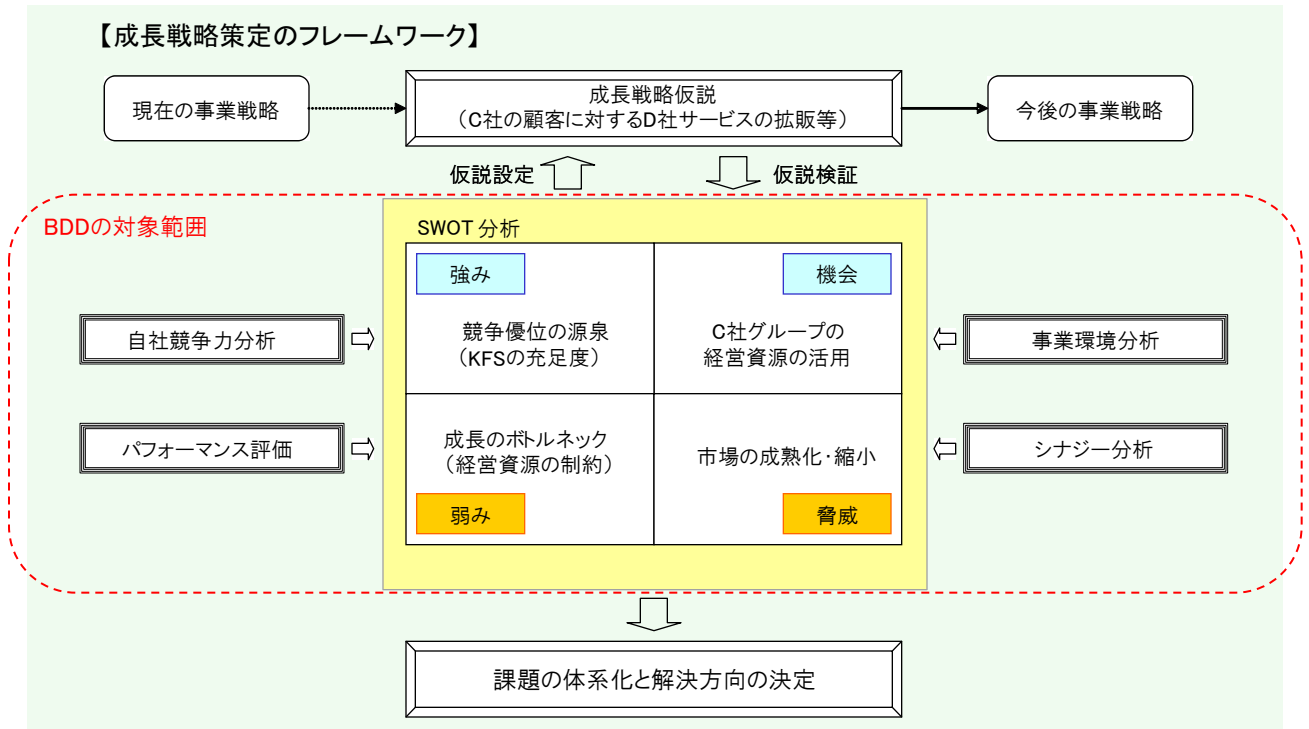 【成長戦略策定のフレームワーク】
現在の事業戦略
成長戦略仮説
（C社の顧客に対するD社サービスの拡販等）
今後の事業戦略
仮説設定
仮説検証
BDDの対象範囲
SWOT 分析
強み
機会
競争優位の源泉
（KFSの充足度）
C社グループの
経営資源の活用
自社競争力分析
事業環境分析
成長のボトルネック
（経営資源の制約）
市場の成熟化・縮小
パフォーマンス評価
シナジー分析
弱み
脅威
課題の体系化と解決方向の決定